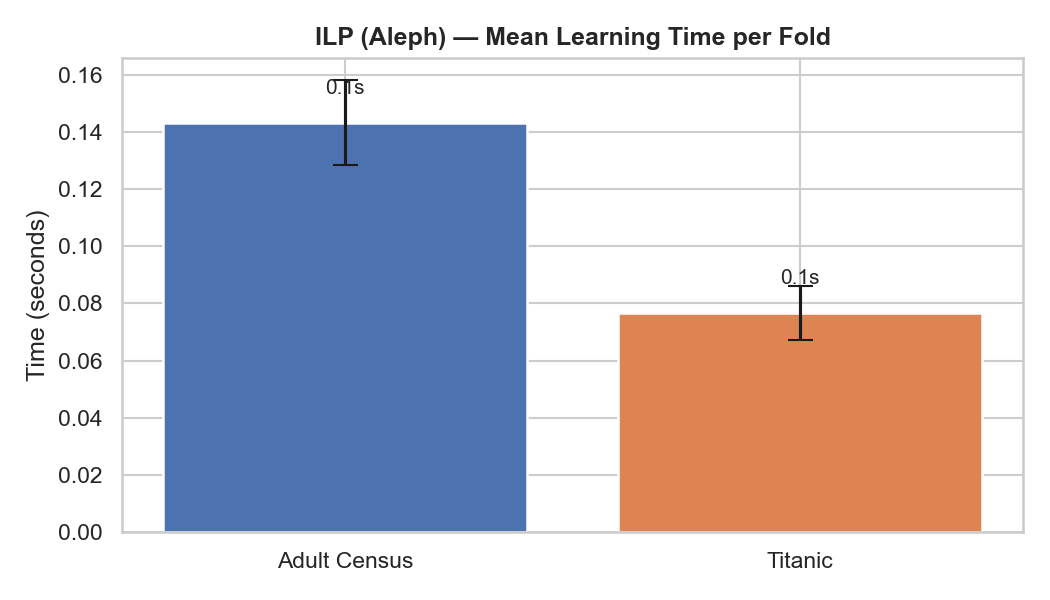 ILP (Aleph) — Mean Learning Time per Fold
Time (seconds)
0.16
0.14
0.12
0.10
0.08
0.06
0.04
0.02
0.00
0.1s
0.1s
Adult Census
Titanic